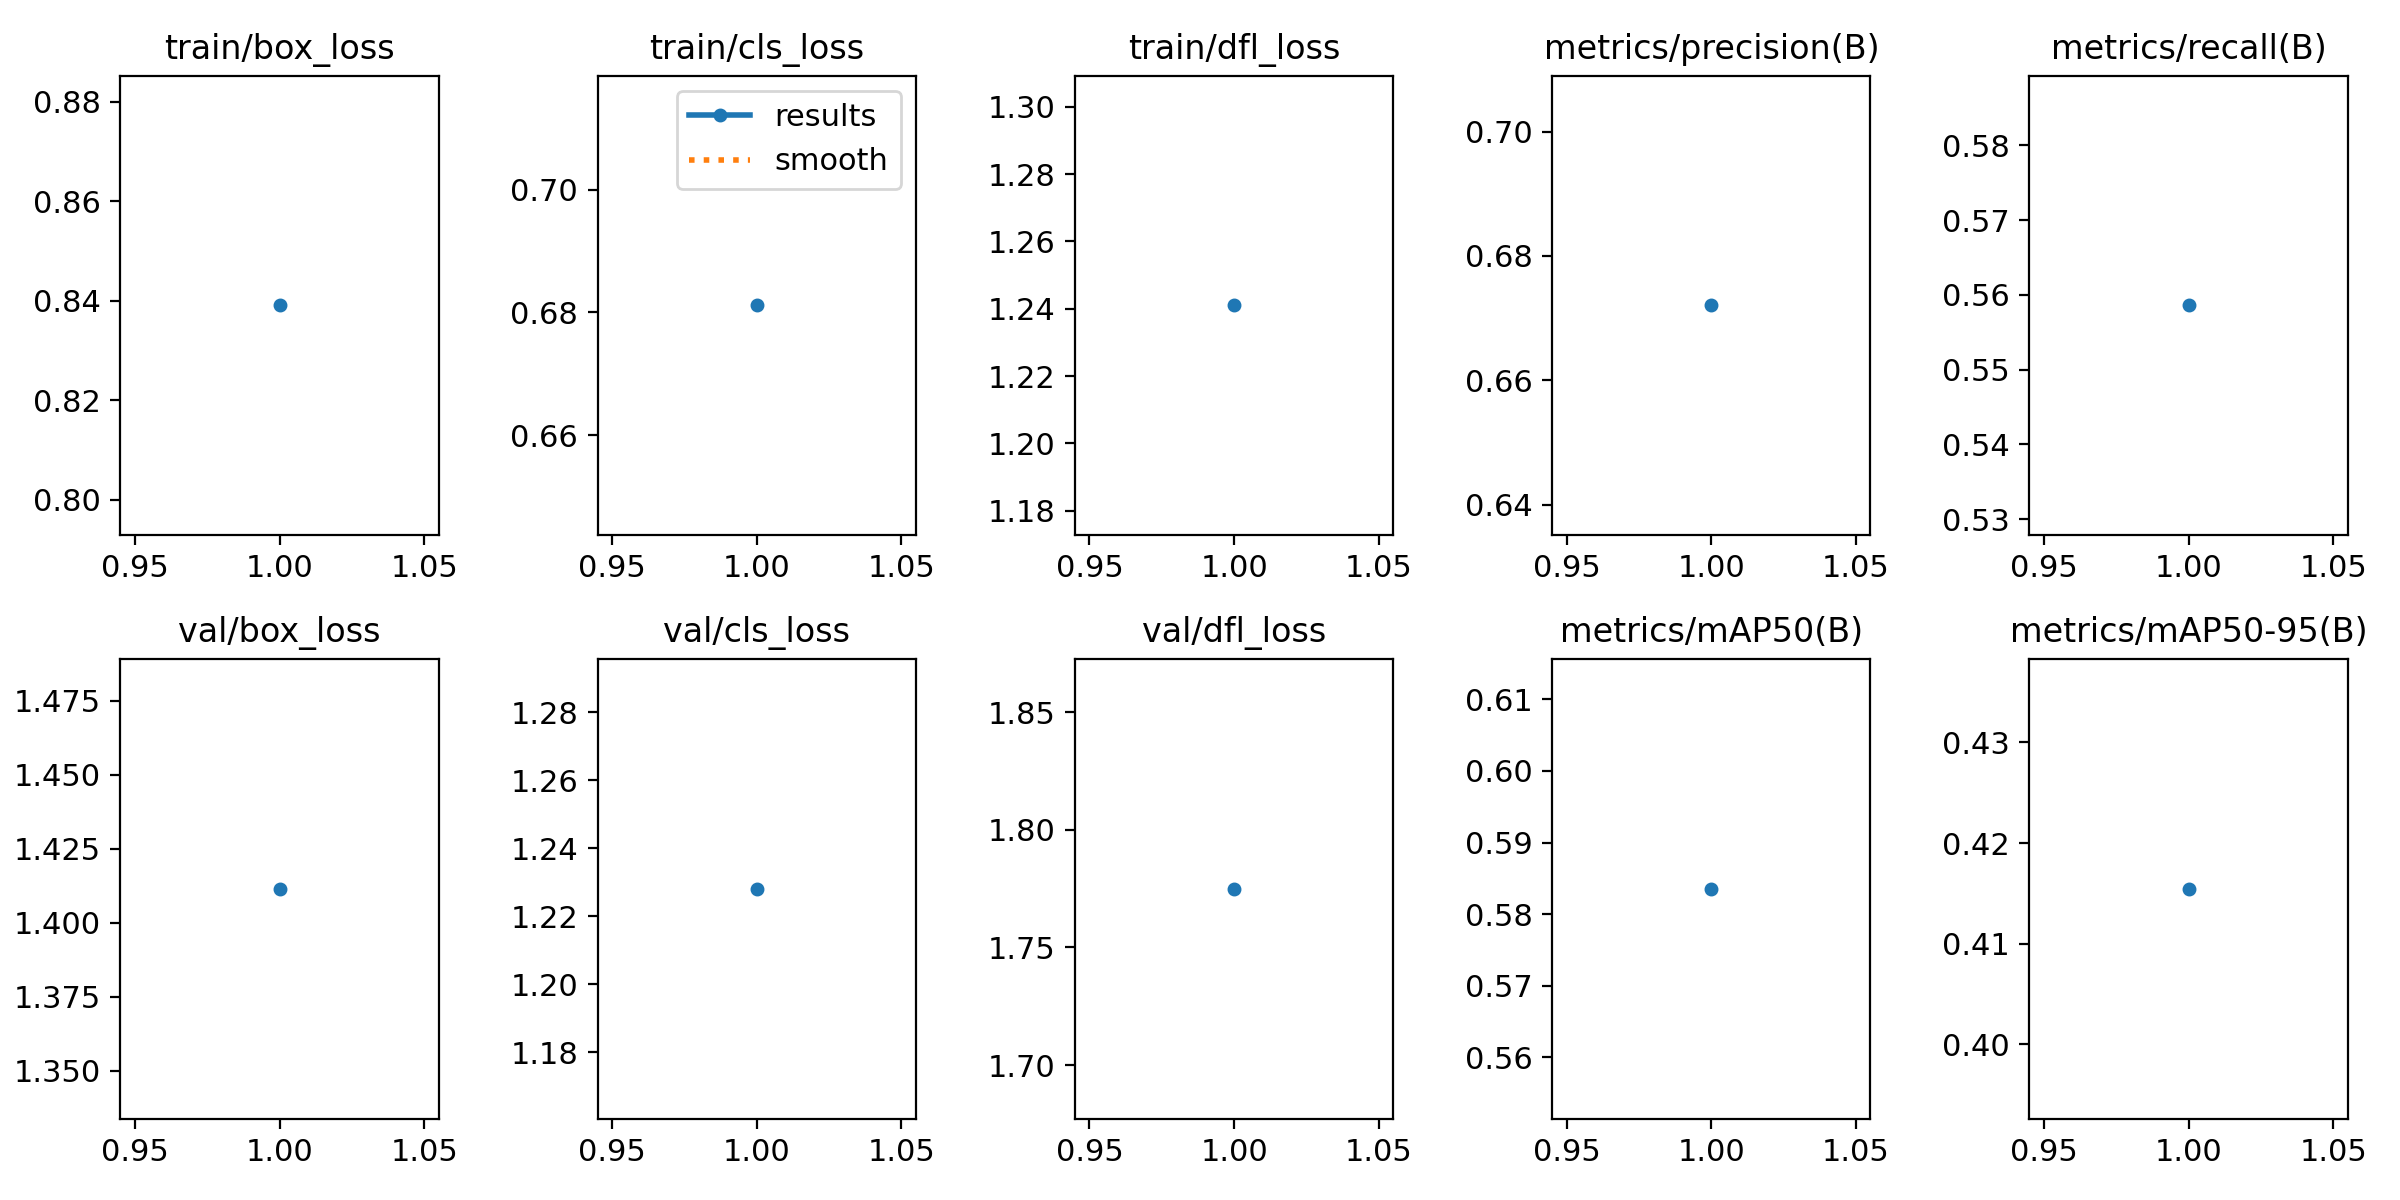 train/box_loss
0.88
0.86
0.84
0.82
0.80
0.95 1.00 1.05
train/cls_loss
results
smooth
0.70
0.68
0.66
0.95 1.00 1.05
train/dfl_loss
1.30
1.28
1.26
1.24
1.22
1.20
1.18
0.95 1.00 1.05
metrics/precision(B)
0.70
0.68
0.66
0.64
0.95 1.00 1.05
metrics/recall(B)
0.58
0.57
0.56
0.55
0.54
0.53
0.95 1.00 1.05
val/box_loss
1.475
1.450
1.425
1.400
1.375
1.350
0.95 1.00 1.05
val/cls_loss
1.28
1.26
1.24
1.22
1.20
1.18
0.95 1.00 1.05
val/dfl_loss
1.85
1.80
1.75
1.70
0.95 1.00 1.05
metrics/mAP50(B)
0.61
0.60
0.59
0.58
0.57
0.56
0.95 1.00 1.05
metrics/mAP50-95(B)
0.43
0.42
0.41
0.40
0.95 1.00 1.05